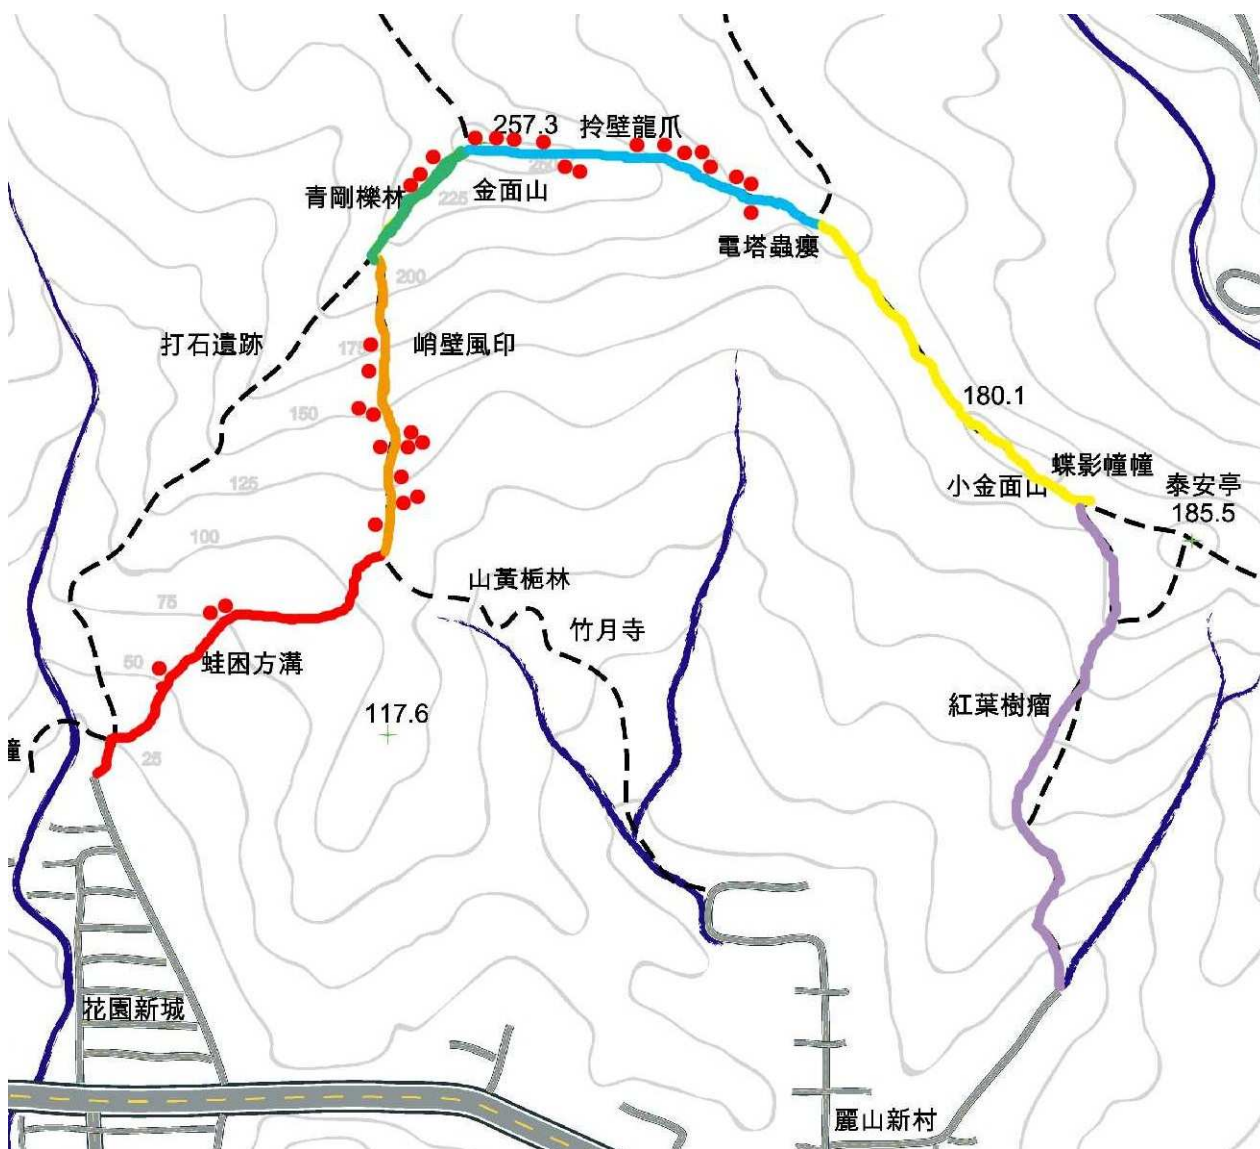 257.3 拎壁龍爪
青剛櫟林
金面山
250
225
電塔蟲癭
200
打石遺跡
175
峭壁風印
150
180.1
125
小金面山
蝶影幢幢
泰安亭
185.5
100
山黃梔林
75
竹月寺
50
蛙困方溝
117.6
紅葉樹瘤
25
花園新城
麗山新村